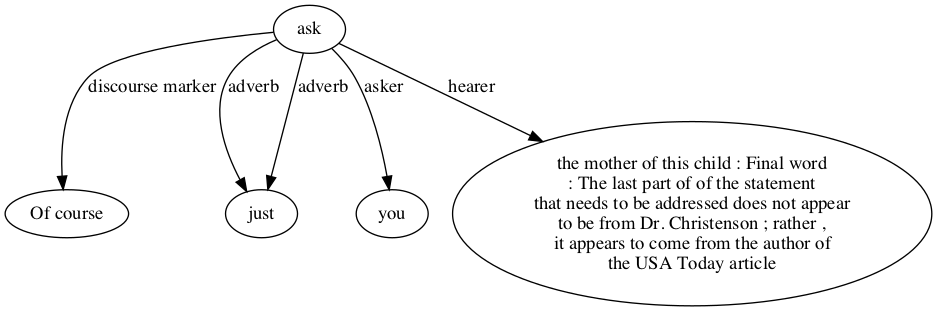 ask
discourse marker
adverb
adverb
asker
hearer
Of course
just
you
the mother of this child : Final word
: The last part of of the statement
that needs to be addressed does not appear
to be from Dr. Christenson ; rather ,
it appears to come from the author of
the USA Today article